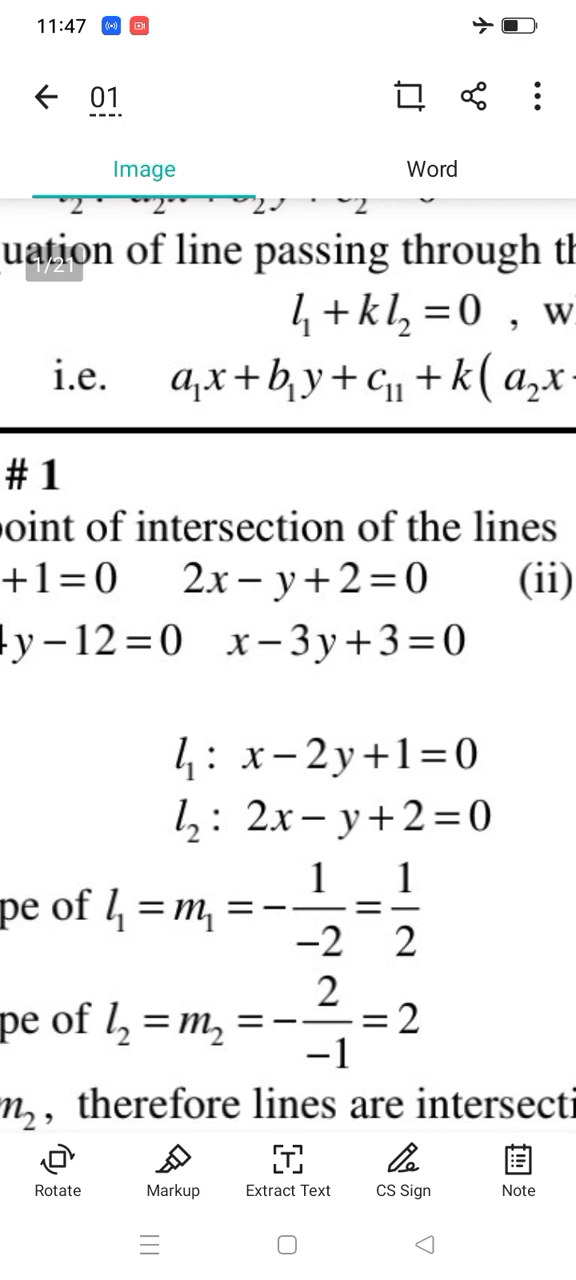 11:47
01
Image Word
uation of line passing through th
1/21
l₁ + kl₂ = 0 , w
i.e. a₁x + b₁y + c₁₁ + k( a₂x
# 1
oint of intersection of the lines
+1=0 2x − y + 2 = 0 (ii)
4y − 12 = 0 x − 3y + 3 = 0
l₁ : x − 2y + 1 = 0
l₂ : 2x − y + 2 = 0
pe of l₁ = m₁ = − 1/−2 = 1/2
pe of l₂ = m₂ = − 2/−1 = 2
m₂ , therefore lines are intersecti
Rotate Markup Extract Text CS Sign Note